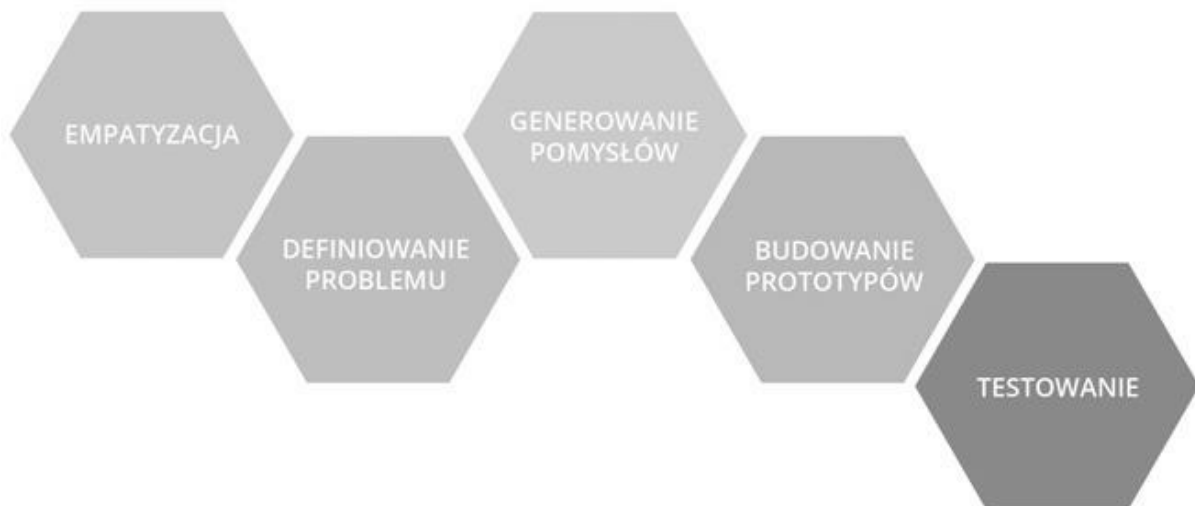 EMPATYZACJA
DEFINIOWANIE
PROBLEMU
GENEROWANIE
POMYSŁÓW
BUDOWANIE
PROTOTYPÓW
TESTOWANIE